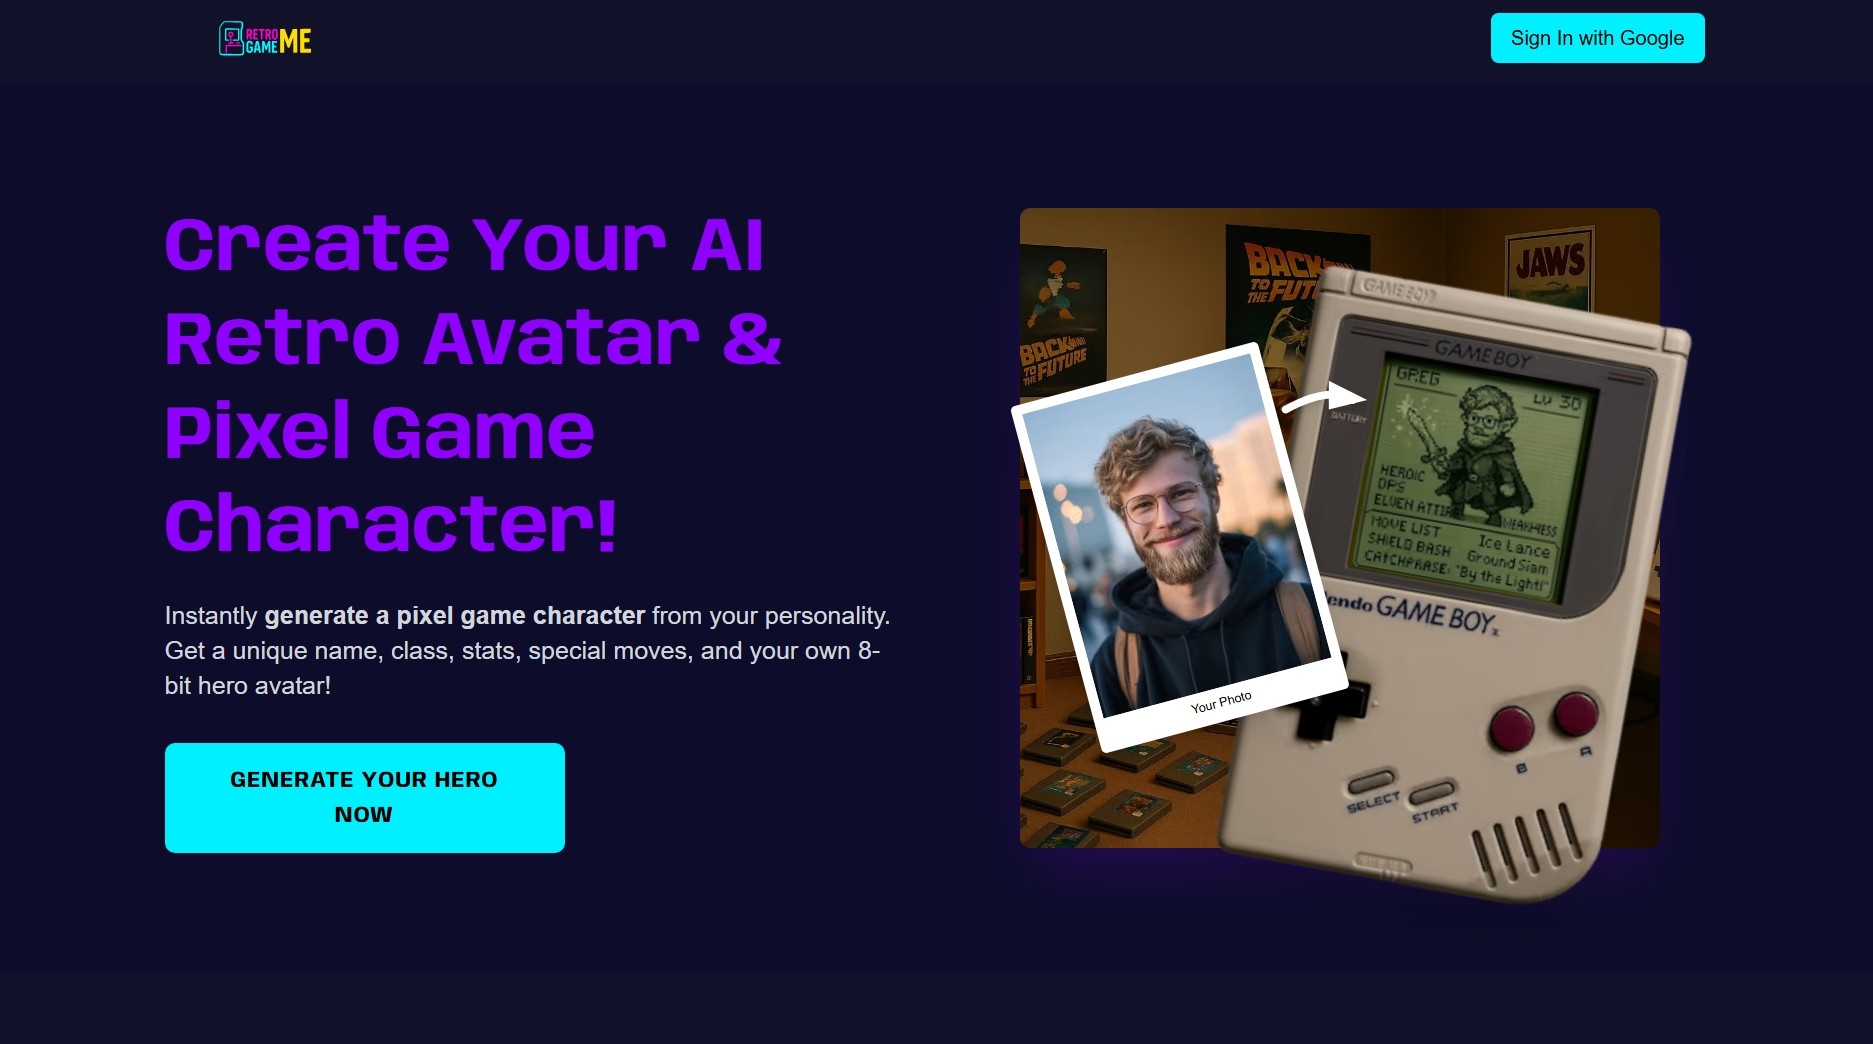 RETRO
GAME ME
Sign In with Google
Create Your AI
Retro Avatar &
Pixel Game
Character!
Instantly generate a pixel game character from your personality.
Get a unique name, class, stats, special moves, and your own 8-
bit hero avatar!
GENERATE YOUR HERO
NOW
BACK
TO THE FUTURE
BACK
TO
THE FUT
JAWS
Your Photo
GAMEBOY
GAMEBOY
BATTERY
GREG
LV 30
HEROIC
DPS
ELVEN ATTIRE
WEAKNESS
MOVE LIST
Ice Lance
SHIELD BASH
Ground Slam
CATCHPRASE: "By the Light!"
endo GAME BOY
B
A
SELECT
START